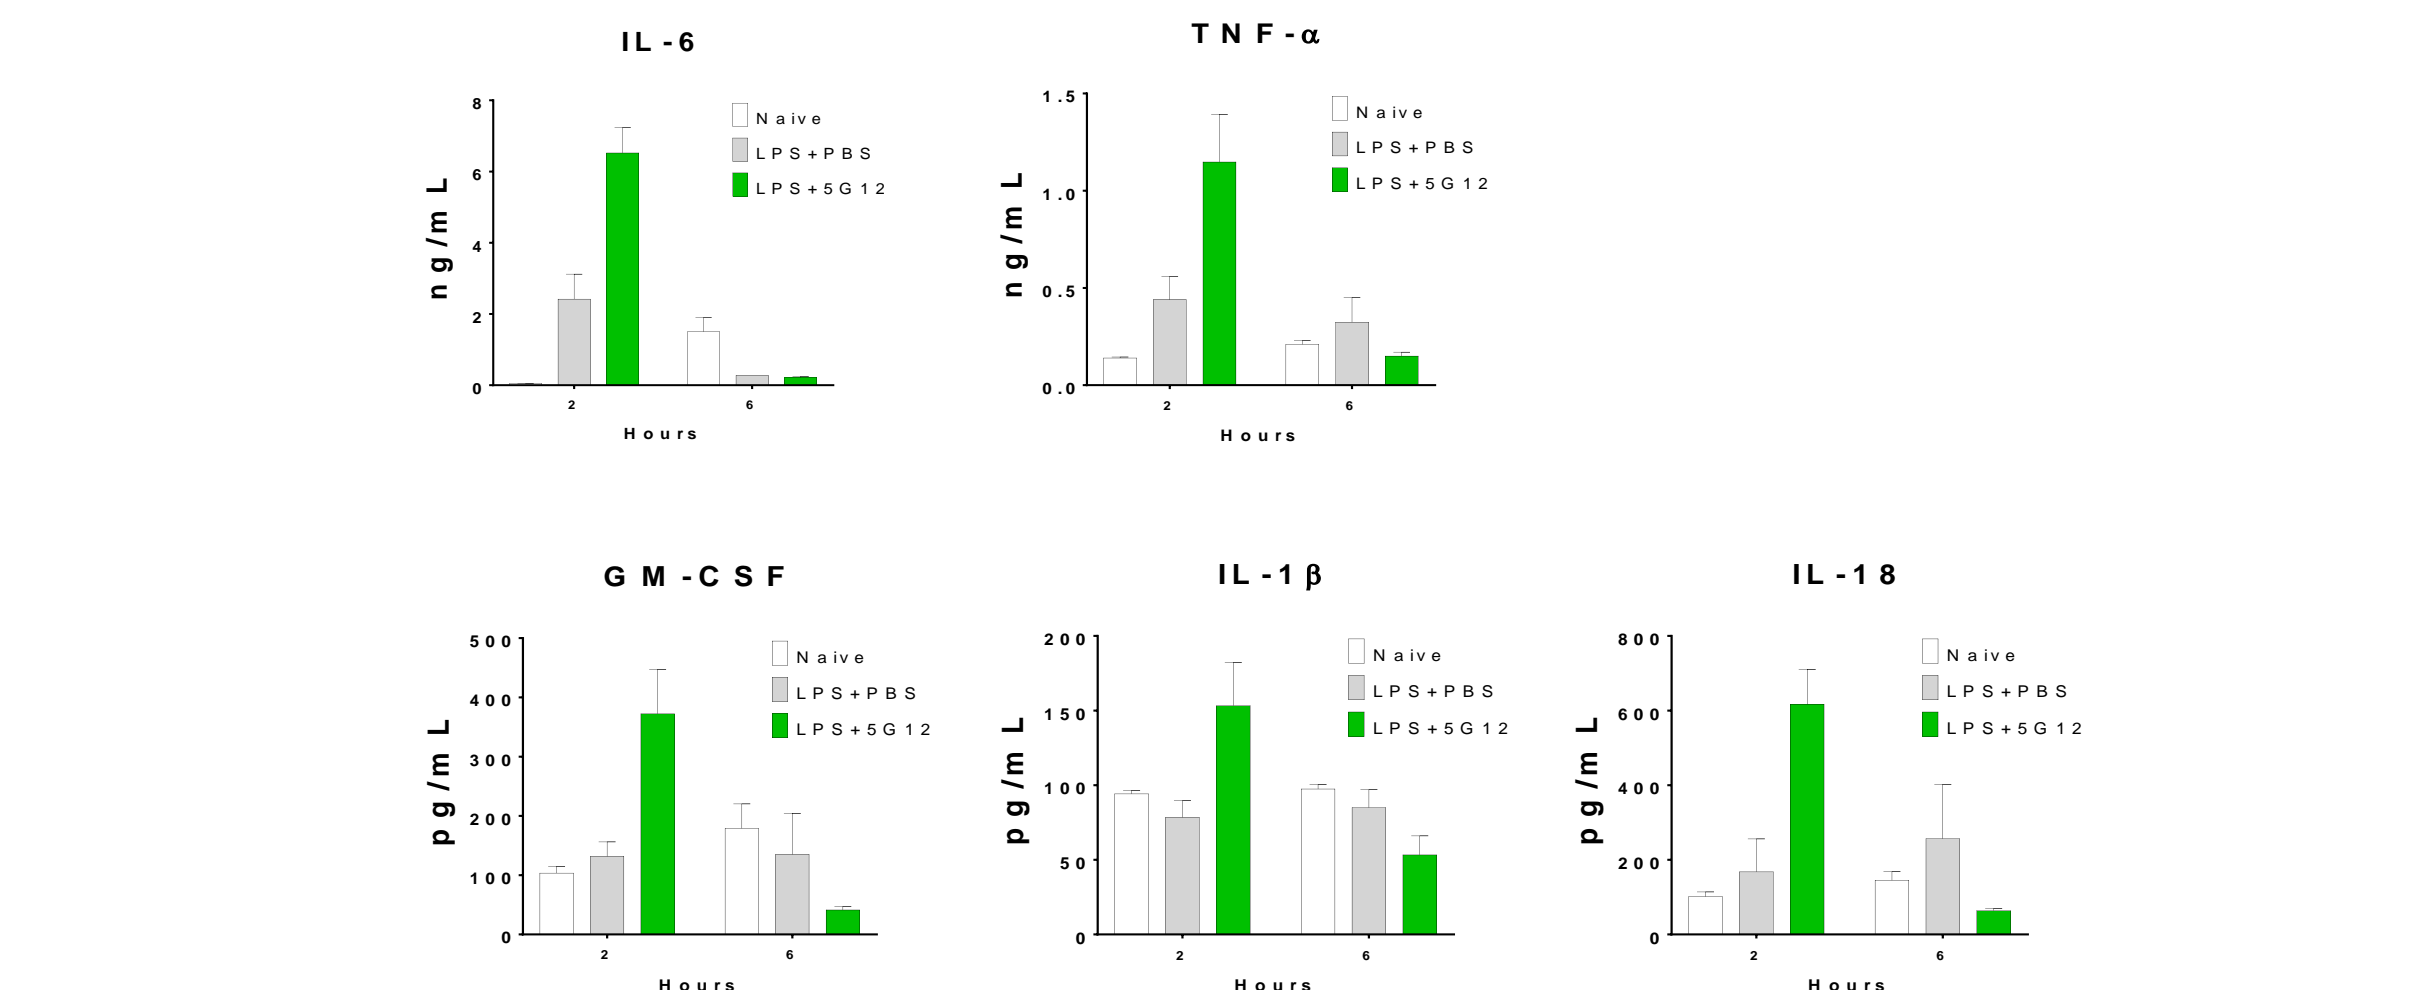 IL-6
8
6
4
2
0
ng/mL
Naive
LPS+PBS
LPS+5G12
2 6
Hours
TNF-α
1.5
1.0
0.5
0.0
ng/mL
Naive
LPS+PBS
LPS+5G12
2 6
Hours
GM-CSF
500
400
300
200
100
0
pg/mL
Naive
LPS+PBS
LPS+5G12
2 6
Hours
IL-1β
200
150
100
50
0
pg/mL
Naive
LPS+PBS
LPS+5G12
2 6
Hours
IL-18
800
600
400
200
0
pg/mL
Naive
LPS+PBS
LPS+5G12
2 6
Hours